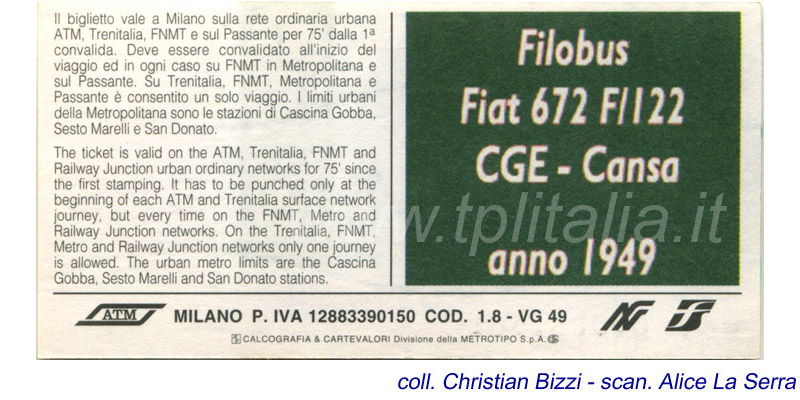 Il biglietto vale a Milano sulla rete ordinaria urbana
ATM, Trenitalia, FNMT e sul Passante per 75' dalla 1ª
convalida. Deve essere convalidato all'inizio del
viaggio ed in ogni caso su FNMT in Metropolitana e
sul Passante. Su Trenitalia, FNMT, Metropolitana e
Passante è consentito un solo viaggio. I limiti urbani
della Metropolitana sono le stazioni di Cascina Gobba,
Sesto Marelli e San Donato.
The ticket is valid on the ATM, Trenitalia, FNMT and
Railway Junction urban ordinary networks for 75' since
the first stamping. It has to be punched only at the
beginning of each ATM and Trenitalia surface network
journey, but every time on the FNMT, Metro and
Railway Junction networks. On the Trenitalia, FNMT,
Metro and Railway Junction networks only one journey
is allowed. The urban metro limits are the Cascina
Gobba, Sesto Marelli and San Donato stations.
Filobus
Fiat 672 F/122
CGE - Cansa
anno 1949
www.tplitalia.it
ATM MILANO P. IVA 12883390150 COD. 1.8 - VG 49
CALCOGRAFIA & CARTEVALORI Divisione della METROTIPO S.p.A.
coll. Christian Bizzi - scan. Alice La Serra